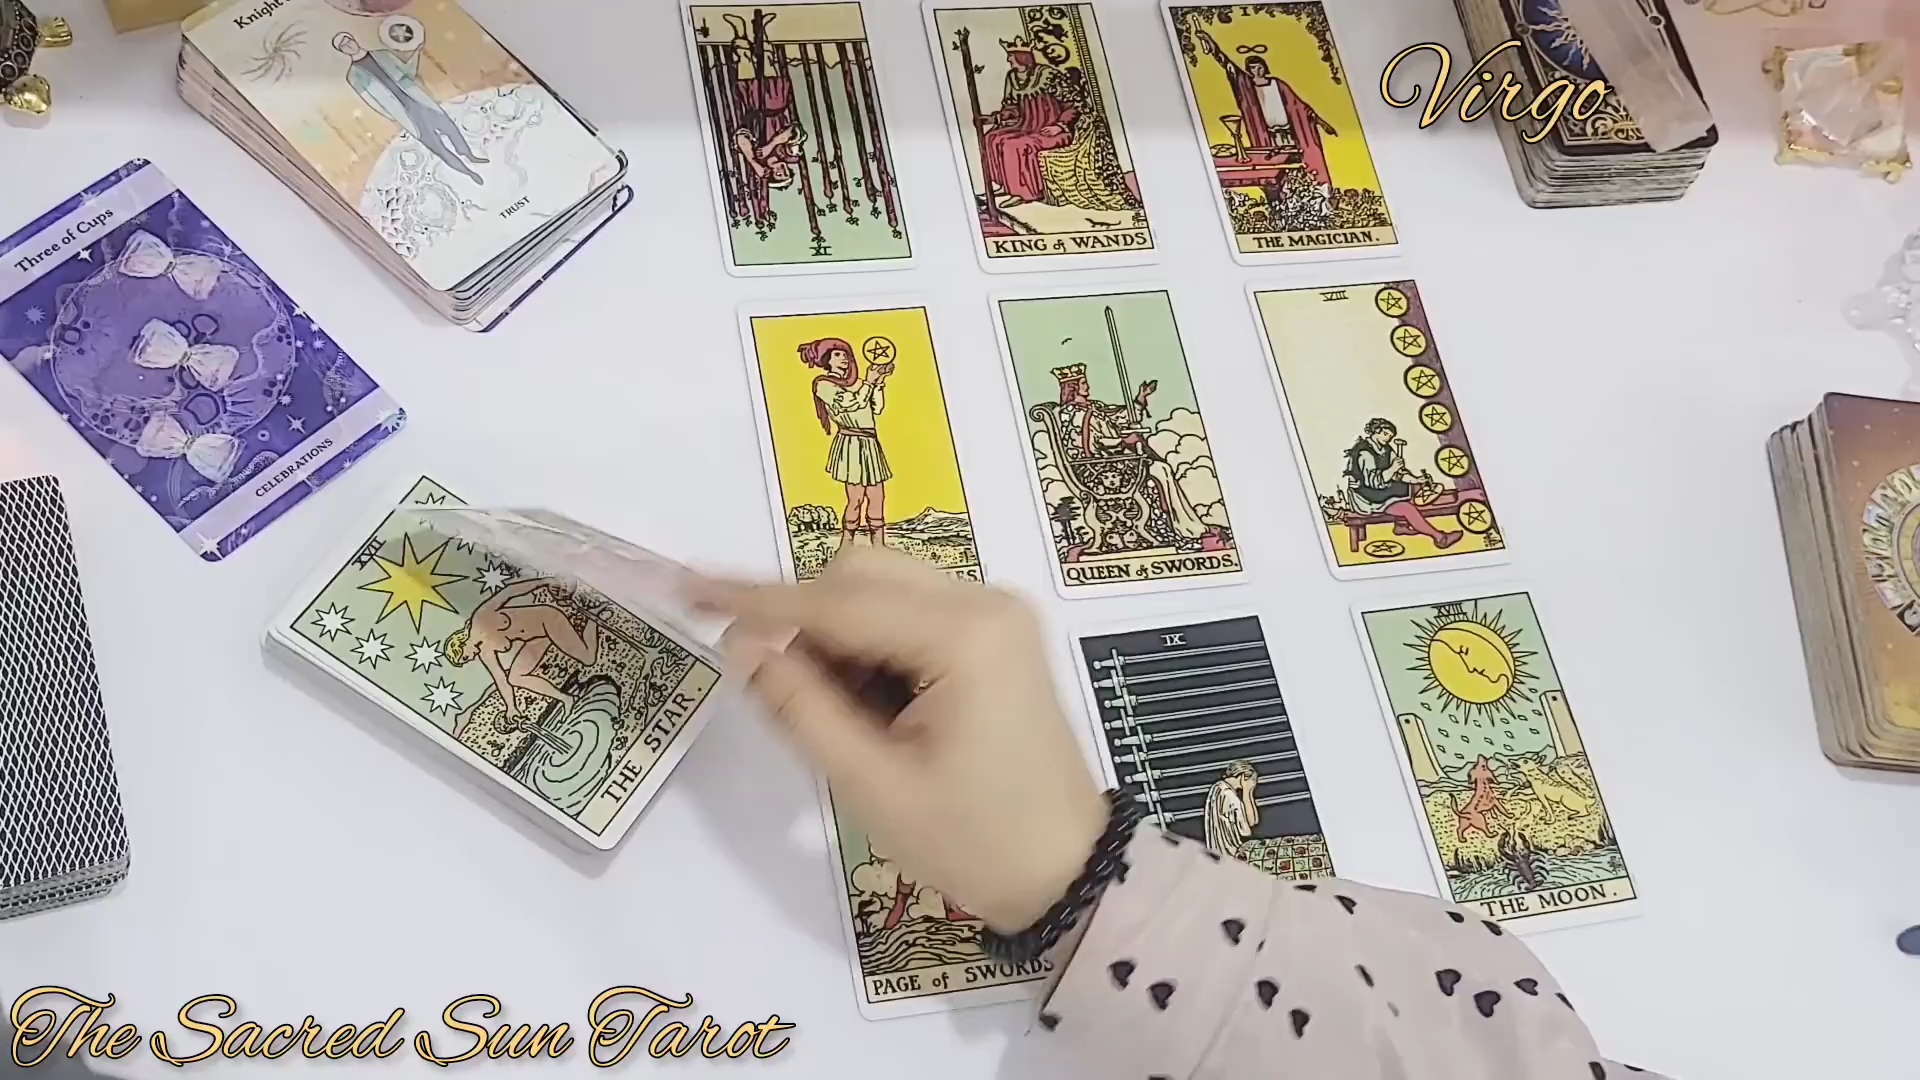 Knight
TRUST
Three of Cups
CELEBRATIONS
XI
KING of WANDS
I
THE MAGICIAN.
Virgo
QUEEN of SWORDS.
VIII
XVII
THE STAR.
PAGE of SWORDS
IX
XVIII
THE MOON.
The Sacred Sun Tarot